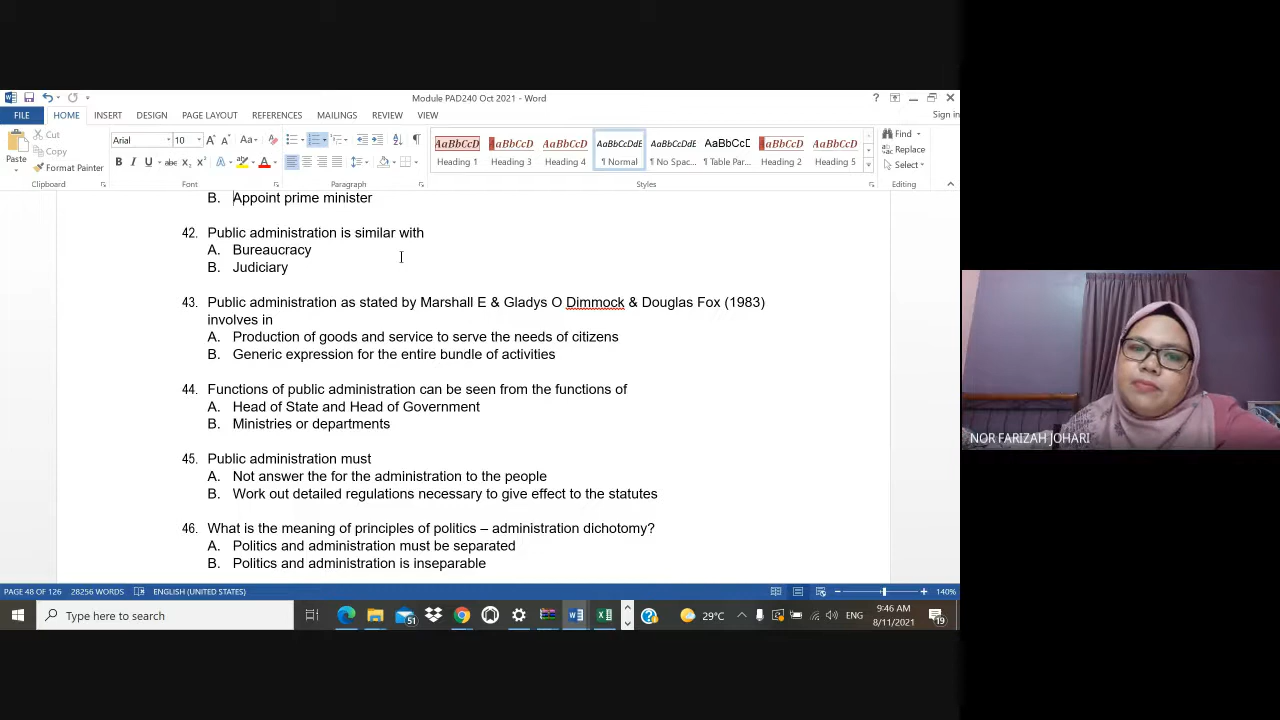 Module PAD240 Oct 2021 - Word
Sign in
FILE HOME INSERT DESIGN PAGE LAYOUT REFERENCES MAILINGS REVIEW VIEW
Cut
Copy
Format Painter
Paste
Arial 10
AaBbCcD AaBbCcD AaBbCcD AaBbCcDdE AaBbCcDdE AaBbC AaBbCcD AaBbCcD
Heading 1 Heading 3 Heading 4 ¶ Normal ¶ No Spac... ¶ Table Par... Heading 2 Heading 5
Find
Replace
Select
Clipboard Font Paragraph Styles Editing
B. Appoint prime minister
42. Public administration is similar with
A. Bureaucracy
B. Judiciary
43. Public administration as stated by Marshall E & Gladys O Dimmock & Douglas Fox (1983)
involves in
A. Production of goods and service to serve the needs of citizens
B. Generic expression for the entire bundle of activities
44. Functions of public administration can be seen from the functions of
A. Head of State and Head of Government
B. Ministries or departments
45. Public administration must
A. Not answer the for the administration to the people
B. Work out detailed regulations necessary to give effect to the statutes
46. What is the meaning of principles of politics – administration dichotomy?
A. Politics and administration must be separated
B. Politics and administration is inseparable
PAGE 48 OF 126 28256 WORDS ENGLISH (UNITED STATES) 140%
Type here to search
51
29°C
ENG
9:46 AM
8/11/2021
19
NOR FARIZAH JOHARI